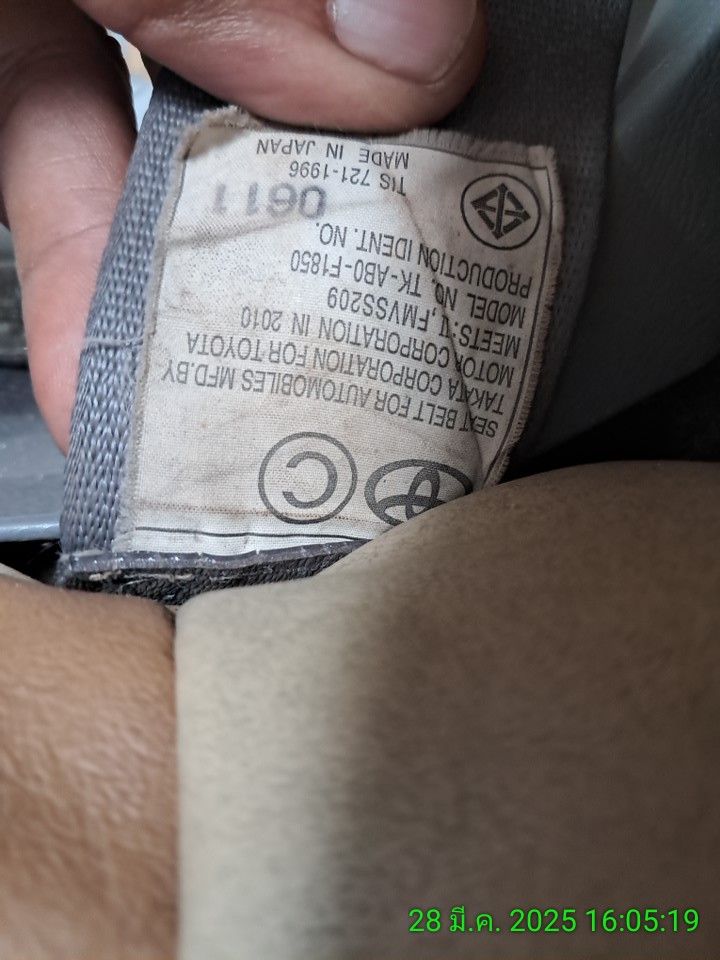 C
SEAT BELT FOR AUTOMOBILES MFD.BY
TAKATA CORPORATION FOR TOYOTA
MOTOR CORPORATION IN 2010
MEETS: II,FMVSS209
MODEL NO. TK-AB0-F1850
PRODUCTION IDENT. NO.
0611
TIS 721-1996
MADE IN JAPAN
28 มี.ค. 2025 16:05:19